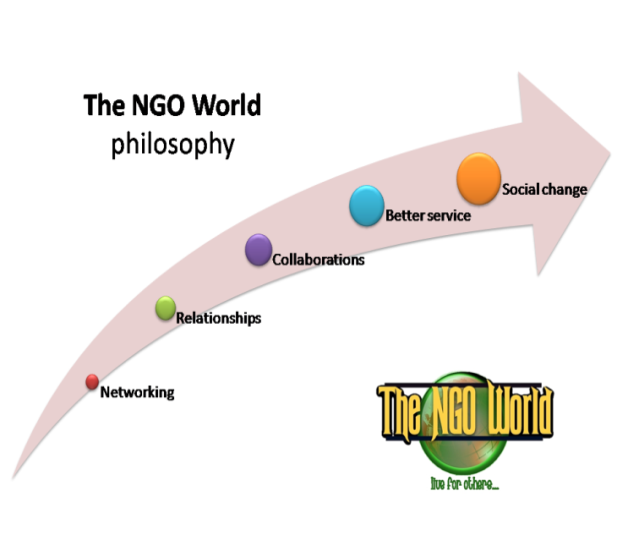 The NGO World
philosophy
Social change
Better service
Collaborations
Relationships
Networking
The NGO World
live for others....